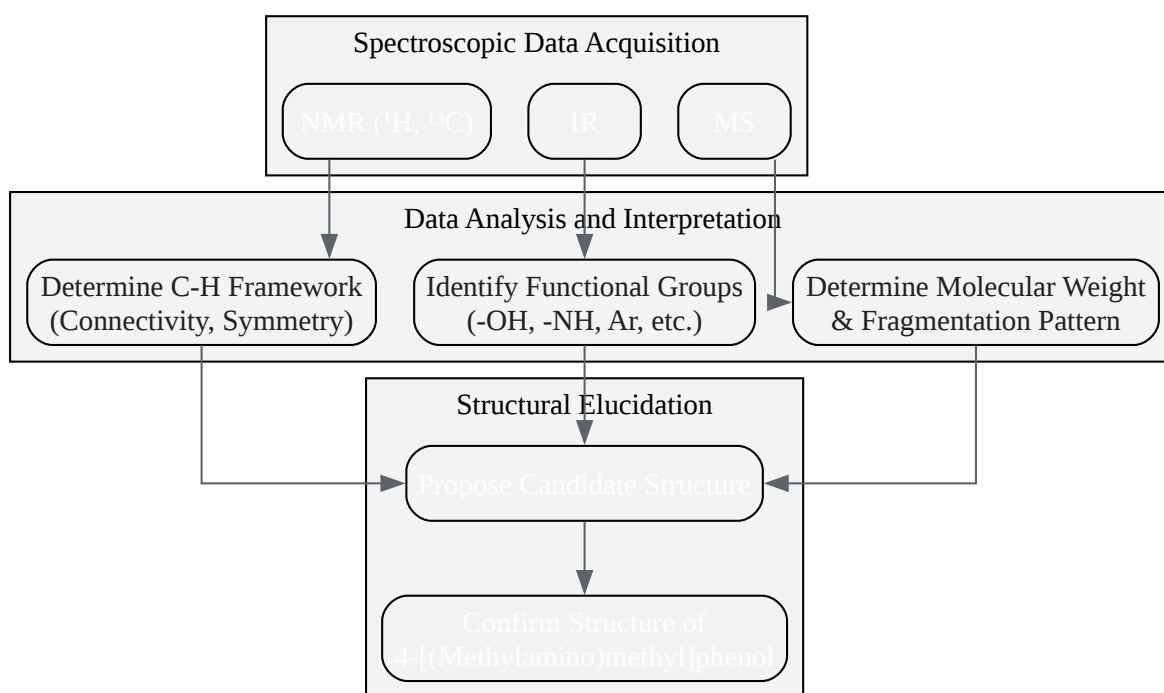 Spectroscopic Data Acquisition
NMR (¹H, ¹³C)
IR
MS
Data Analysis and Interpretation
Determine C-H Framework
(Connectivity, Symmetry)
Identify Functional Groups
(-OH, -NH, Ar, etc.)
Determine Molecular Weight
& Fragmentation Pattern
Structural Elucidation
Propose Candidate Structure
Confirm Structure of
4-[(Methylamino)methyl]phenol